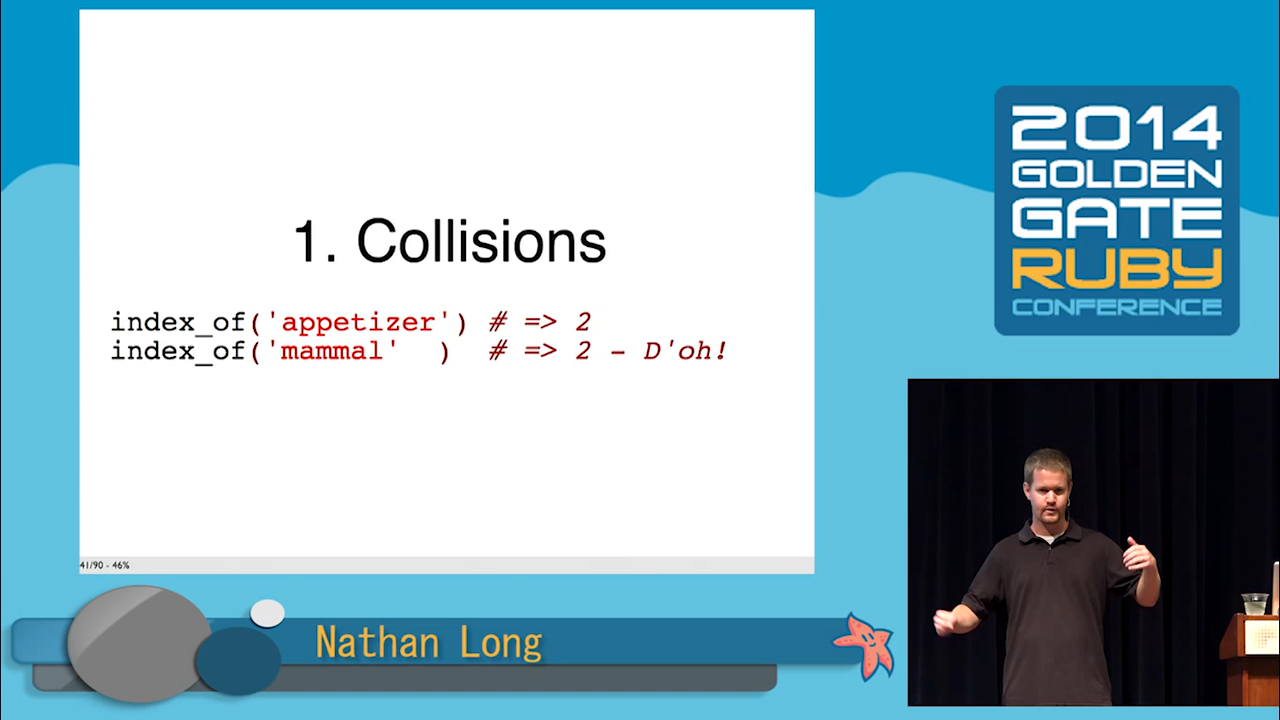 1. Collisions
index_of('appetizer') # => 2
index_of('mammal'  )  # => 2 - D'oh!
41/90 - 46%
2014
GOLDEN
GATE
RUBY
CONFERENCE
Nathan Long